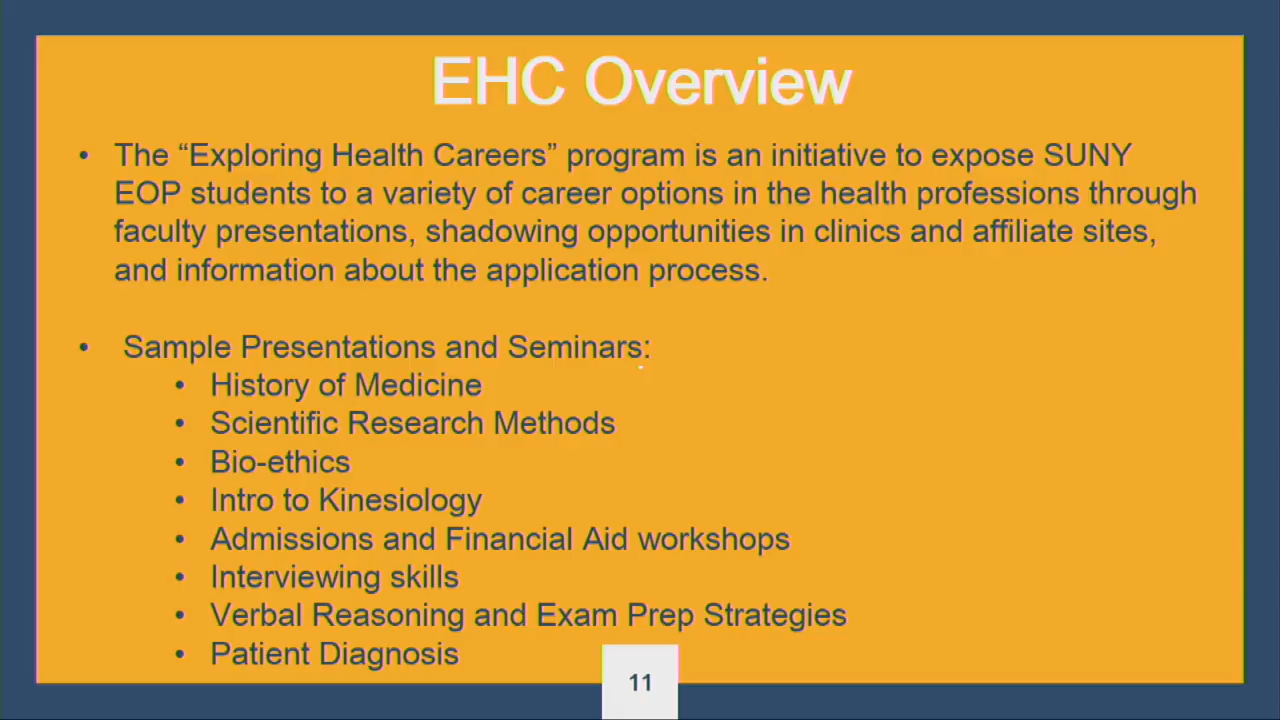 EHC Overview
• The “Exploring Health Careers” program is an initiative to expose SUNY
EOP students to a variety of career options in the health professions through
faculty presentations, shadowing opportunities in clinics and affiliate sites,
and information about the application process.
• Sample Presentations and Seminars:
• History of Medicine
• Scientific Research Methods
• Bio-ethics
• Intro to Kinesiology
• Admissions and Financial Aid workshops
• Interviewing skills
• Verbal Reasoning and Exam Prep Strategies
• Patient Diagnosis
11